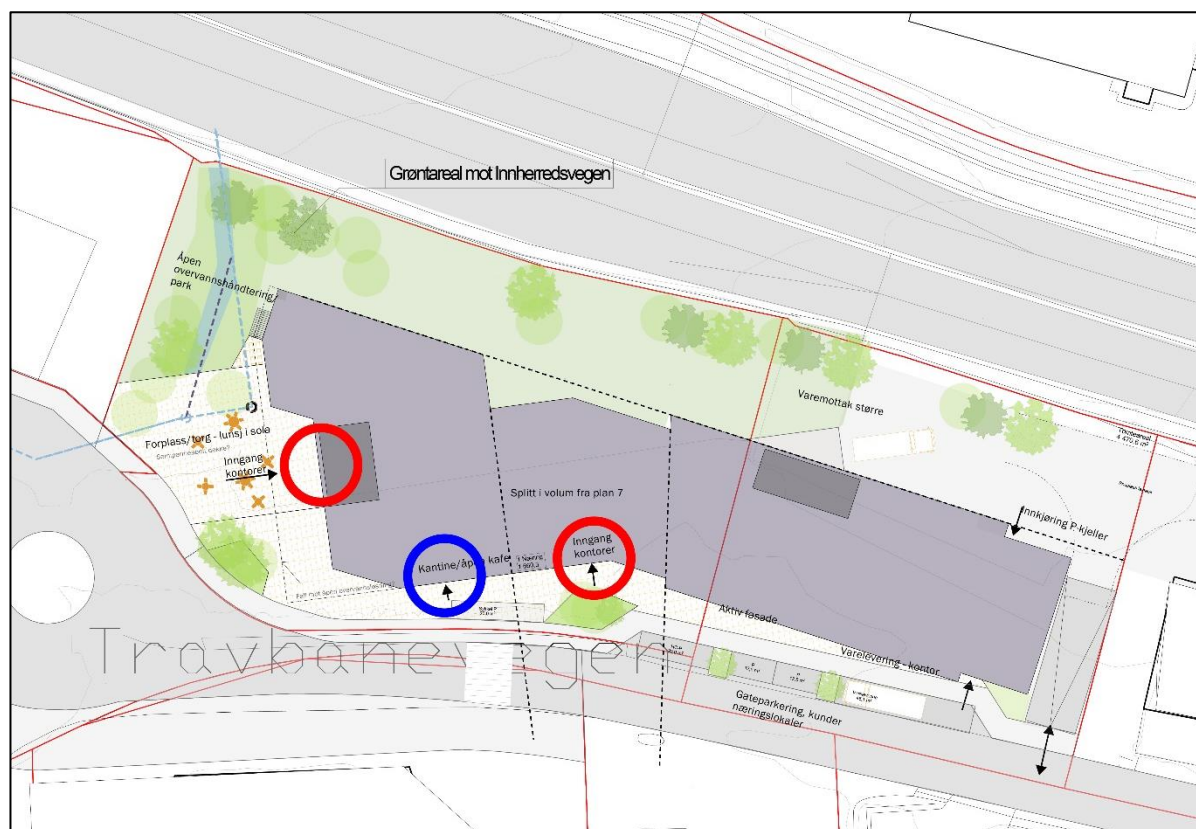 Grøntareal mot Innherredsvegen
Åpen
overvannshåndtering/
park
Varemottak større
Forplass/torg - lunsj i sola
Inngang
kontorer
Splitt i volum fra plan 7
Innkjøring P-kjeller
Inngang
kontorer
Kantine/åpen kafe
Aktiv fasade
Travbanevegen
Varelevering - kontor
Gateparkering, kunder
næringslokaler